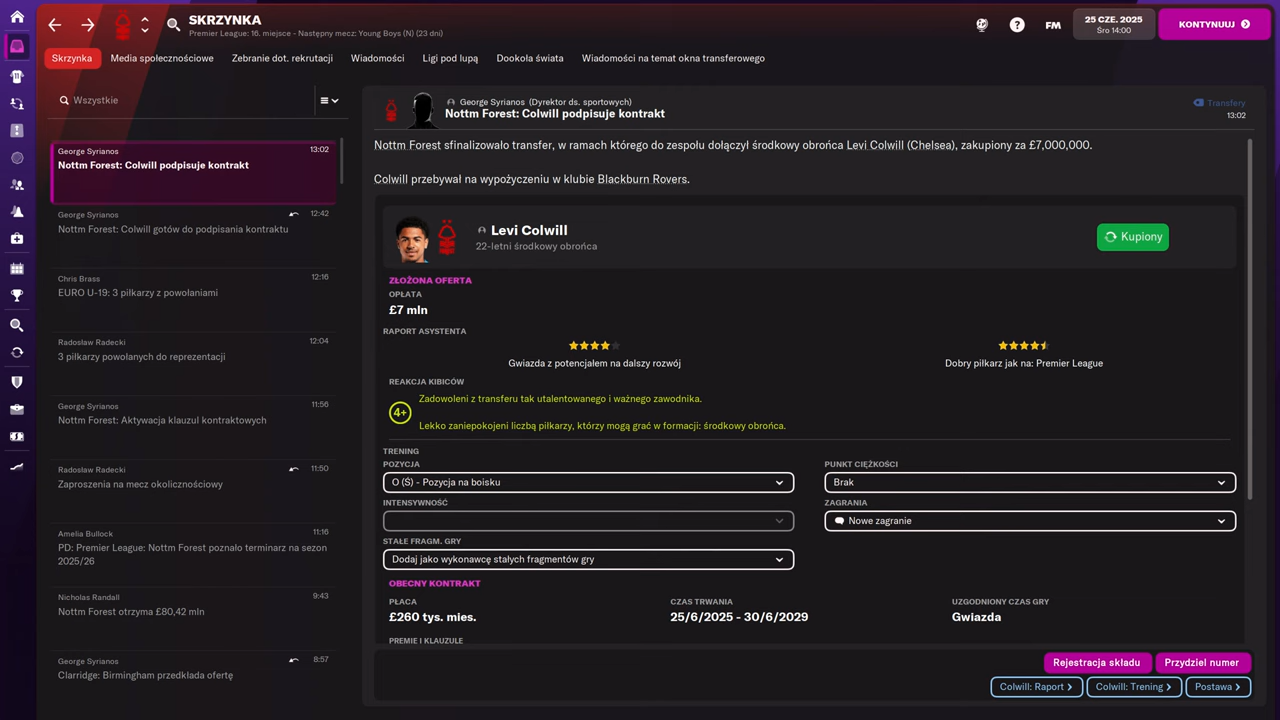 SKRZYNKA
Premier League: 16. miejsce - Następny mecz: Young Boys (N) (23 dni)
FM
25 CZE. 2025
Śro 14:00
KONTYNUUJ
Skrzynka
Media społecznościowe
Zebranie dot. rekrutacji
Wiadomości
Ligi pod lupą
Dookoła świata
Wiadomości na temat okna transferowego
Wszystkie
George Syrianos 13:02
Nottm Forest: Colwill podpisuje kontrakt
George Syrianos 12:42
Nottm Forest: Colwill gotów do podpisania kontraktu
Chris Brass 12:16
EURO U-19: 3 piłkarzy z powołaniami
Radosław Radecki 12:04
3 piłkarzy powołanych do reprezentacji
George Syrianos 11:56
Nottm Forest: Aktywacja klauzul kontraktowych
Radosław Radecki 11:50
Zaproszenia na mecz okolicznościowy
Amelia Bullock 11:16
PD: Premier League: Nottm Forest poznało terminarz na sezon
2025/26
Nicholas Randall 9:43
Nottm Forest otrzyma £80,42 mln
George Syrianos 8:57
Clarridge: Birmingham przedkłada ofertę
George Syrianos (Dyrektor ds. sportowych)
Nottm Forest: Colwill podpisuje kontrakt
Transfery
13:02
Nottm Forest sfinalizowało transfer, w ramach którego do zespołu dołączył środkowy obrońca Levi Colwill (Chelsea), zakupiony za £7,000,000.
Colwill przebywał na wypożyczeniu w klubie Blackburn Rovers.
Levi Colwill
22-letni środkowy obrońca
Kupiony
ZŁOŻONA OFERTA
OPŁATA
£7 mln
RAPORT ASYSTENTA
Gwiazda z potencjałem na dalszy rozwój
Dobry piłkarz jak na: Premier League
REAKCJA KIBICÓW
4+
Zadowoleni z transferu tak utalentowanego i ważnego zawodnika.
Lekko zaniepokojeni liczbą piłkarzy, którzy mogą grać w formacji: środkowy obrońca.
TRENING
POZYCJA
O (Ś) - Pozycja na boisku
PUNKT CIĘŻKOŚCI
Brak
INTENSYWNOŚĆ
ZAGRANIA
Nowe zagranie
STAŁE FRAGM. GRY
Dodaj jako wykonawcę stałych fragmentów gry
OBECNY KONTRAKT
PŁACA
£260 tys. mies.
CZAS TRWANIA
25/6/2025 - 30/6/2029
UZGODNIONY CZAS GRY
Gwiazda
PREMIE I KLAUZULE
Rejestracja składu
Przydziel numer
Colwill: Raport
Colwill: Trening
Postawa